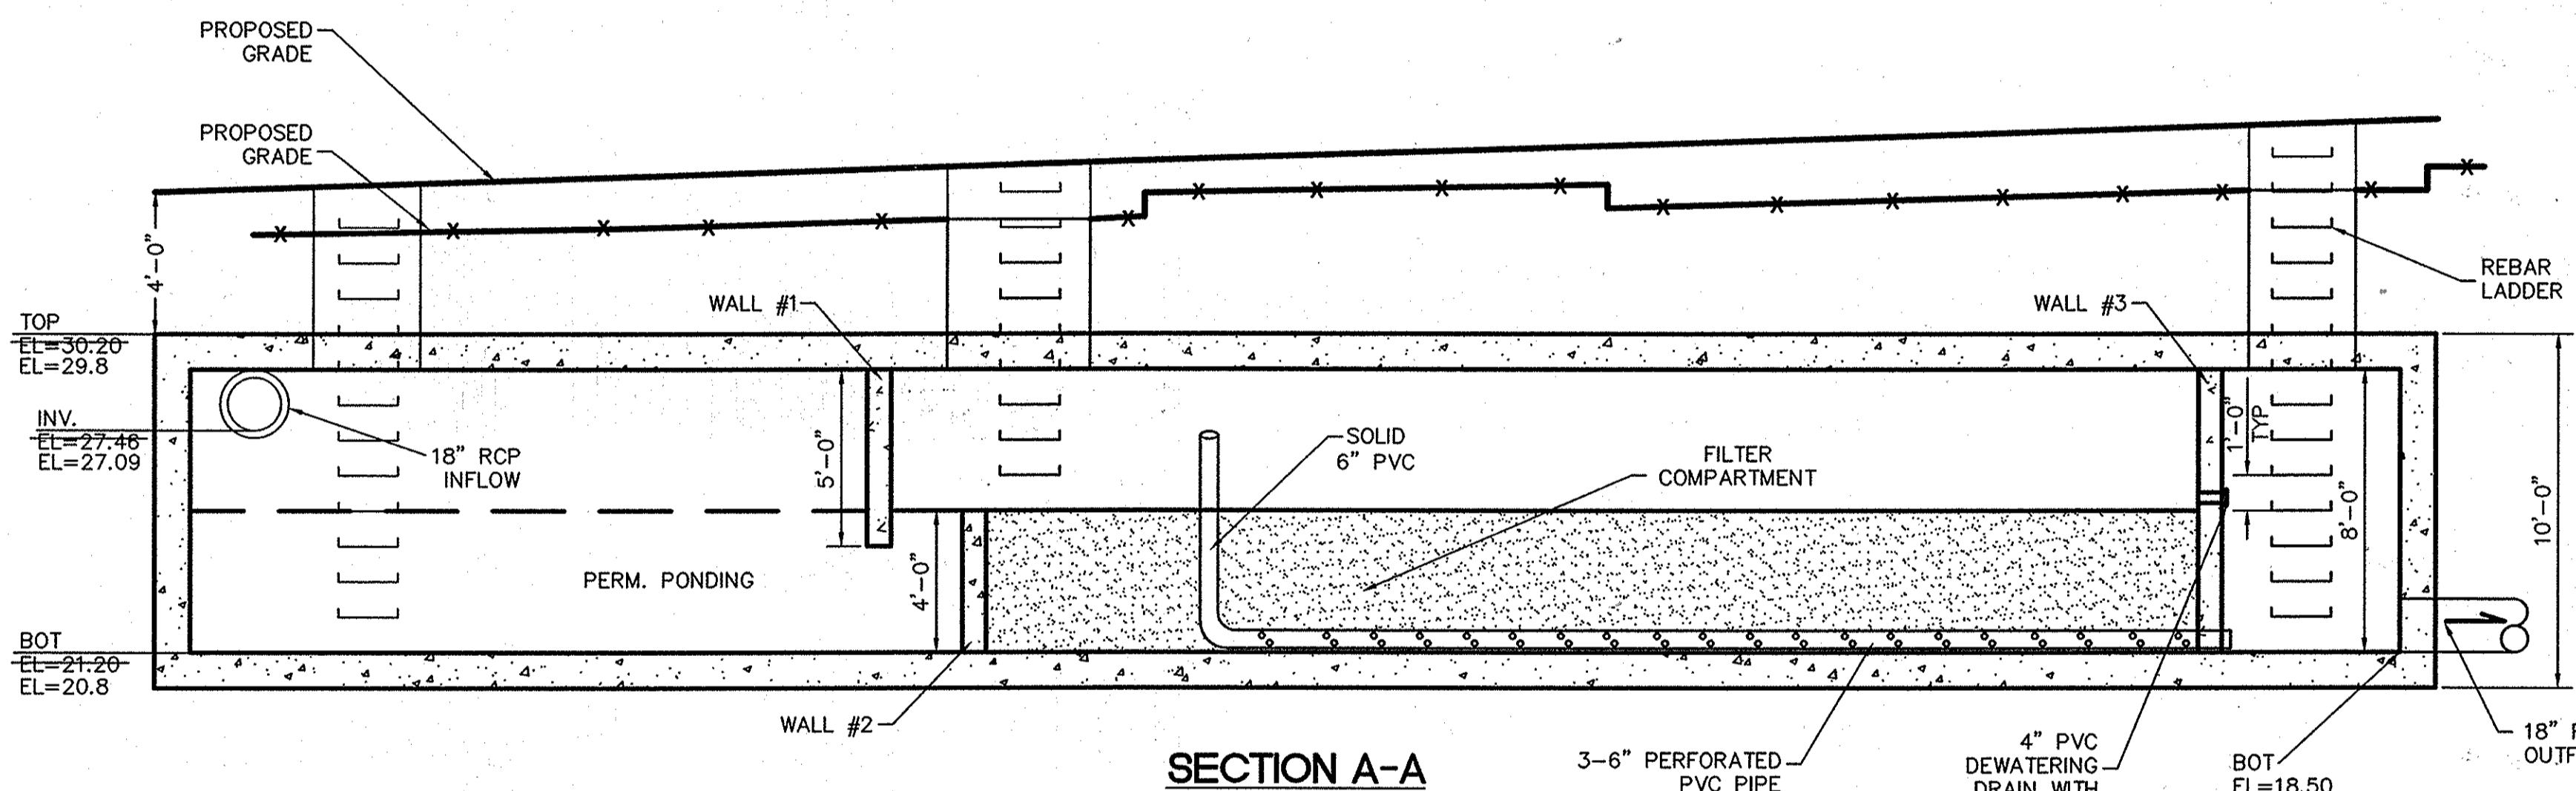 PROPOSED
GRADE
PROPOSED
GRADE
4'-0"
TOP
EL=30.20
EL=29.8
INV.
EL=27.46
EL=27.09
18" RCP
INFLOW
WALL #1
5'-0"
SOLID
6" PVC
FILTER
COMPARTMENT
WALL #3
1'-0"
TYP
8'-0"
10'-0"
REBAR
LADDER
PERM. PONDING
4'-0"
BOT
EL=21.20
EL=20.8
WALL #2
SECTION A-A
3-6" PERFORATED
PVC PIPE
4" PVC
DEWATERING
DRAIN WITH
BOT
EL=18.50
18"